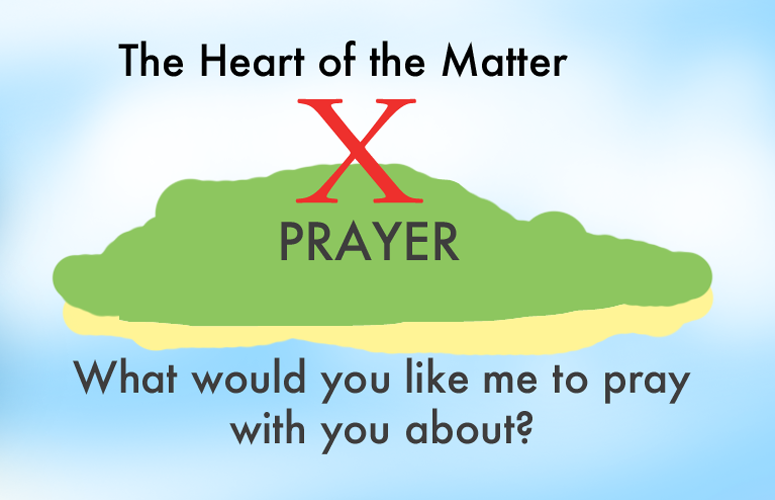 The Heart of the Matter
X
PRAYER
What would you like me to pray
with you about?